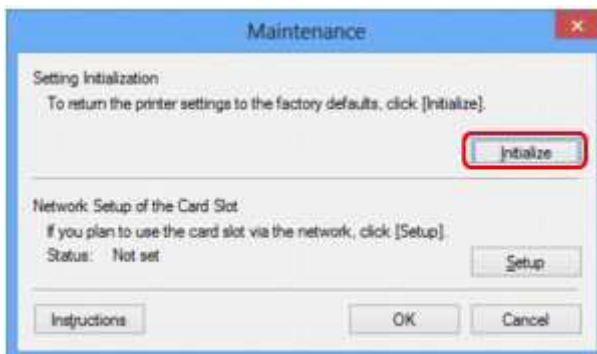 Maintenance
Setting Initialization
To return the printer settings to the factory defaults, click [Initialize].
Initialize
Network Setup of the Card Slot
If you plan to use the card slot via the network, click [Setup].
Status: Not set
Setup
Instructions OK Cancel